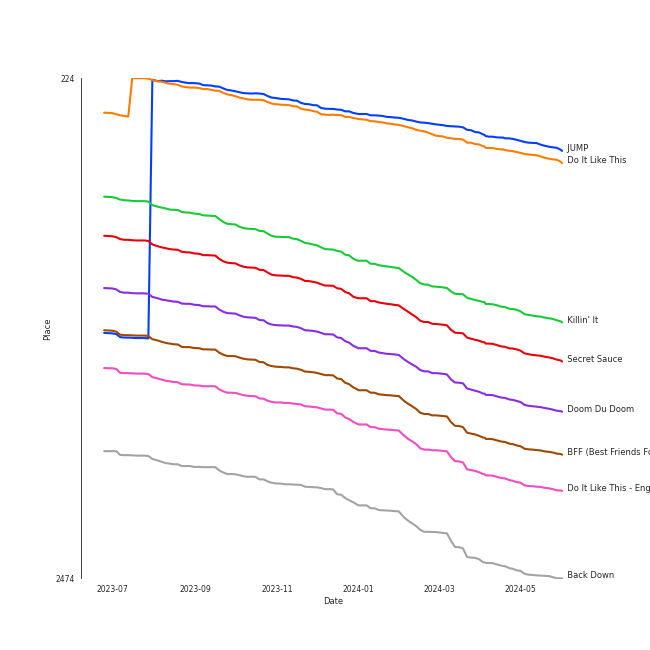 224
JUMP
Do It Like This
Killin' It
Place
Secret Sauce
Doom Du Doom
BFF (Best Friends Fo
Do It Like This - Eng
Back Down
2474
2023-07 2023-09 2023-11 2024-01 2024-03 2024-05
Date